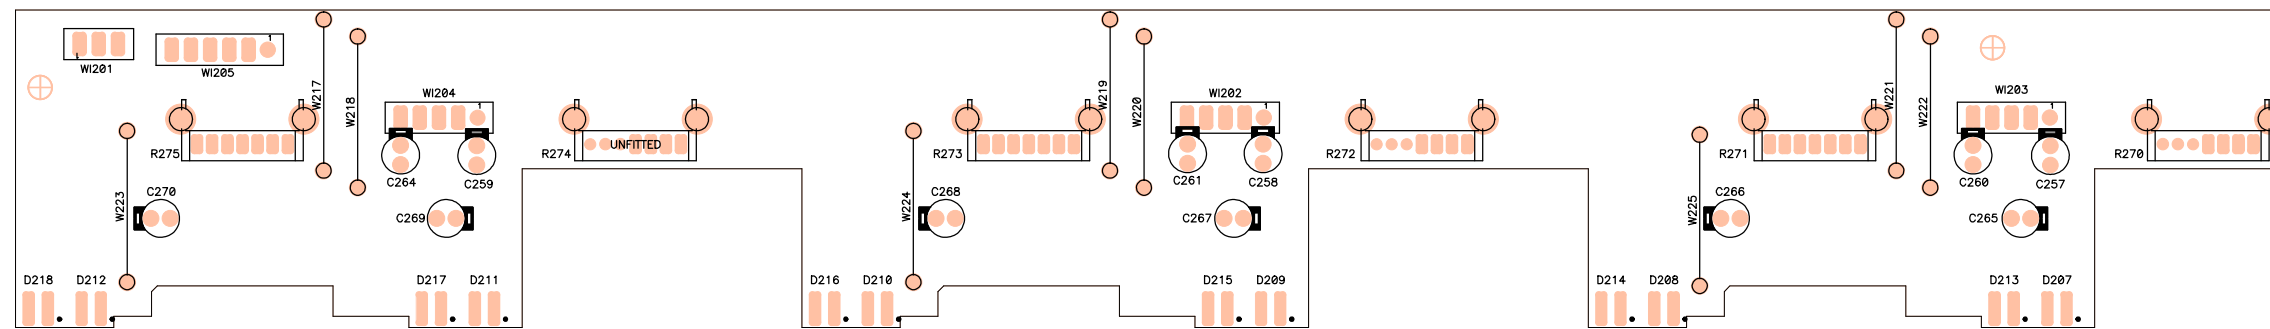 WI201
1
WI205
1
W217
W218
WI204
1
R275
C264
C259
R274
UNFITTED
W223
C270
C269
D218
D212
D217
D211
W219
W220
WI202
1
R273
C261
C258
R272
W224
C268
C267
D216
D210
D215
D209
W221
W222
WI203
1
R271
C260
C257
R270
W225
C266
C265
D214
D208
D213
D207